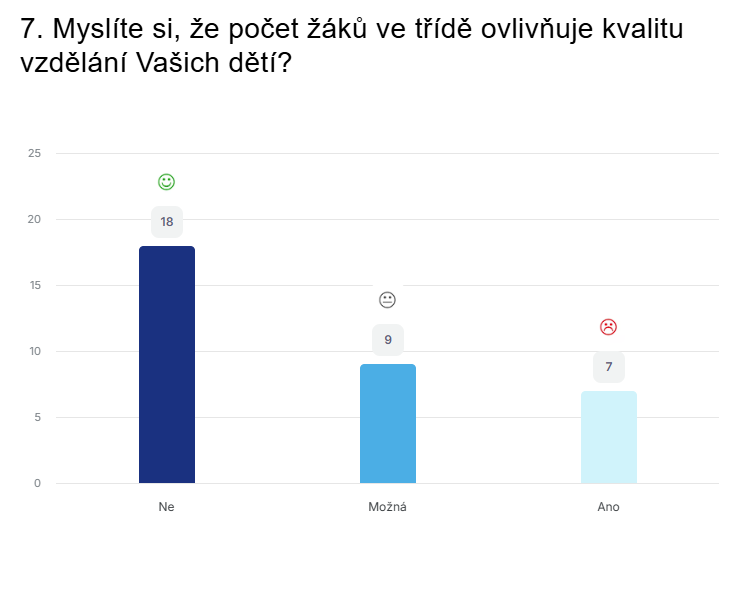 7. Myslíte si, že počet žáků ve třídě ovlivňuje kvalitu
vzdělání Vašich dětí?
25
20
15
10
5
0
18
9
7
Ne
Možná
Ano